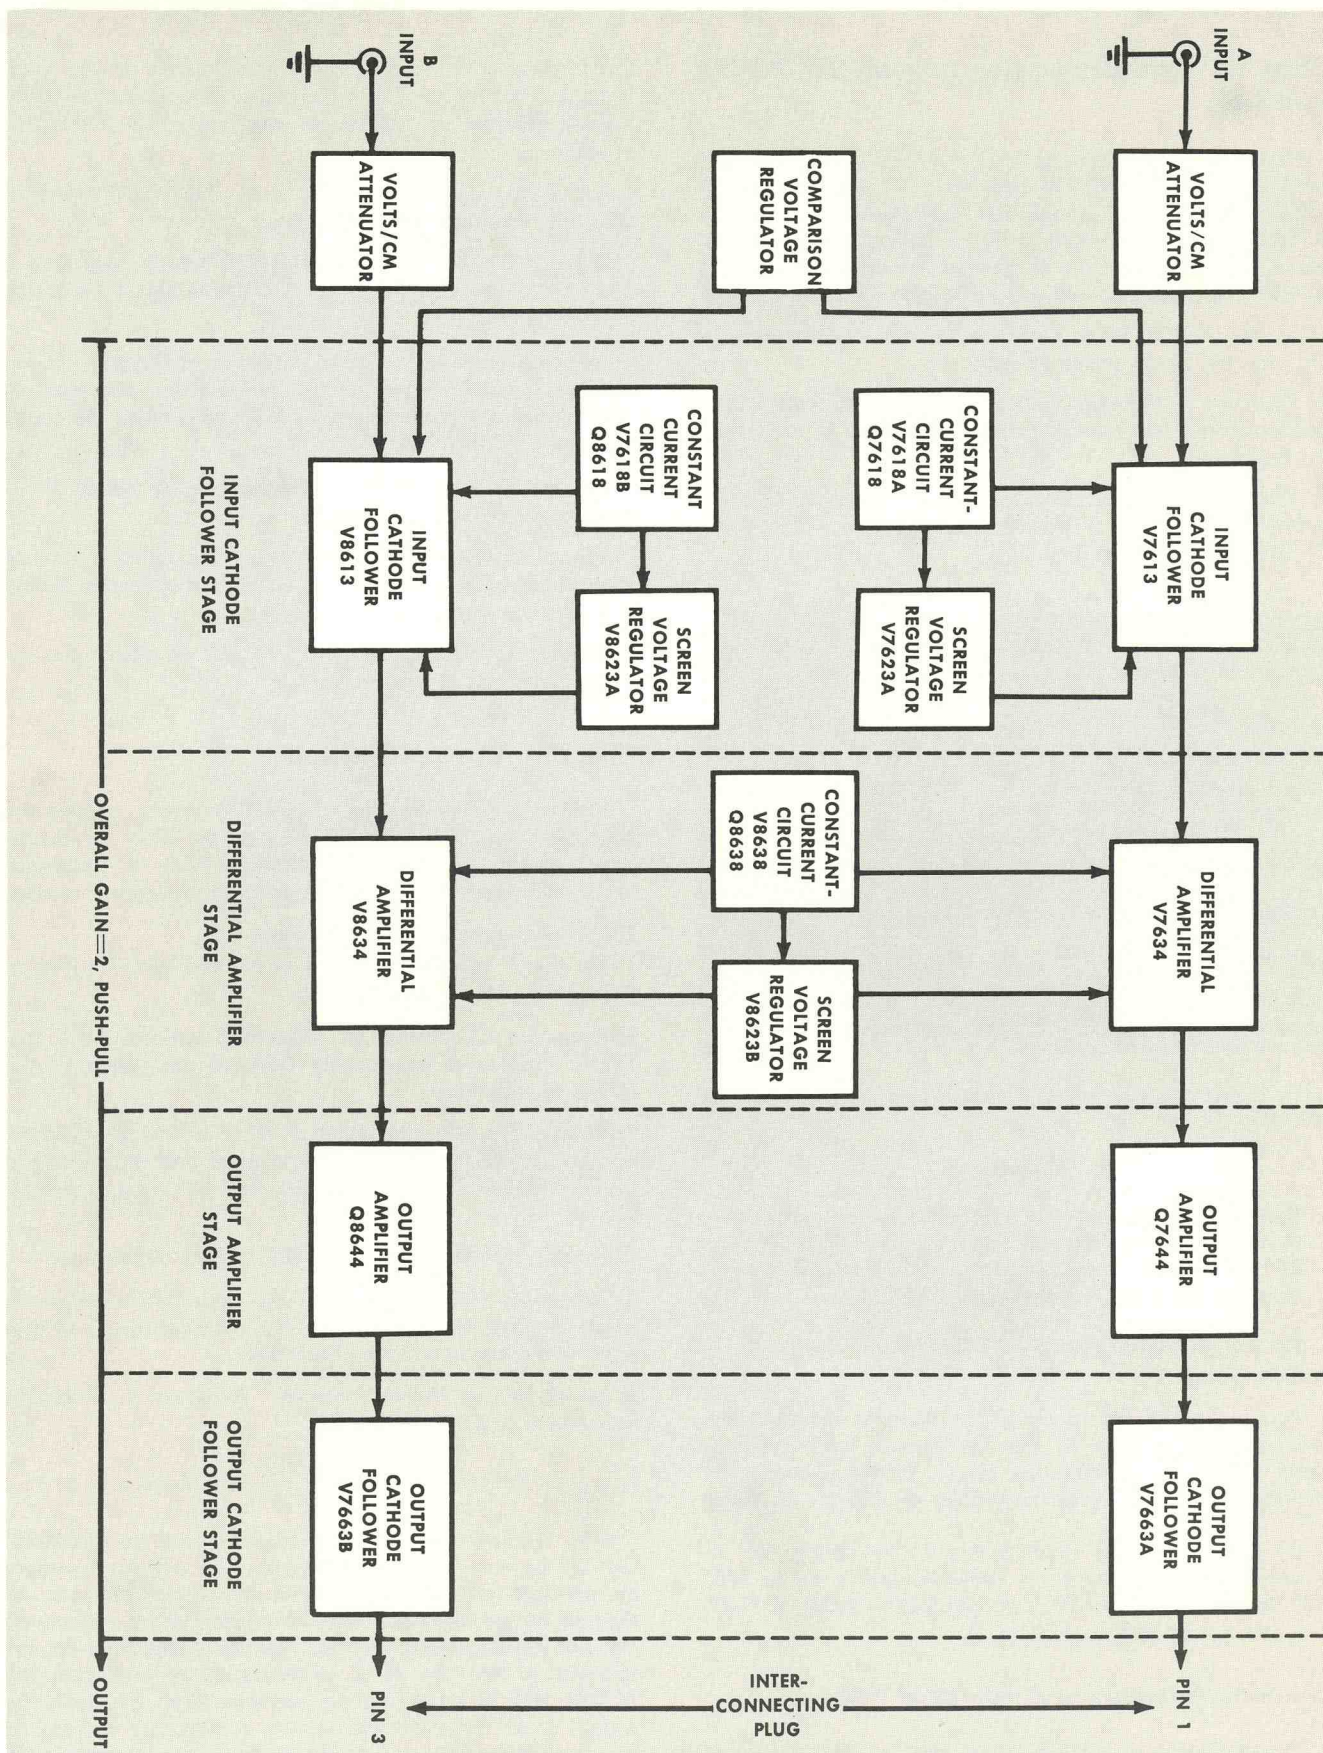 A
INPUT
VOLTS/CM
ATTENUATOR
INPUT
CATHODE
FOLLOWER
V7613
DIFFERENTIAL
AMPLIFIER
V7634
OUTPUT
AMPLIFIER
Q7644
OUTPUT
CATHODE
FOLLOWER
V7663A
PIN 1
CONSTANT-
CURRENT
CIRCUIT
V7618A
Q7618
SCREEN
VOLTAGE
REGULATOR
V7623A
COMPARISON
VOLTAGE
REGULATOR
CONSTANT-
CURRENT
CIRCUIT
V8638
Q8638
SCREEN
VOLTAGE
REGULATOR
V8623B
INTER-
CONNECTING
PLUG
CONSTANT
CURRENT
CIRCUIT
V7618B
Q8618
SCREEN
VOLTAGE
REGULATOR
V8623A
B
INPUT
VOLTS/CM
ATTENUATOR
INPUT
CATHODE
FOLLOWER
V8613
DIFFERENTIAL
AMPLIFIER
V8634
OUTPUT
AMPLIFIER
Q8644
OUTPUT
CATHODE
FOLLOWER
V7663B
PIN 3
INPUT CATHODE
FOLLOWER STAGE
DIFFERENTIAL AMPLIFIER
STAGE
OUTPUT AMPLIFIER
STAGE
OUTPUT CATHODE
FOLLOWER STAGE
OVERALL GAIN=2, PUSH-PULL
OUTPUT